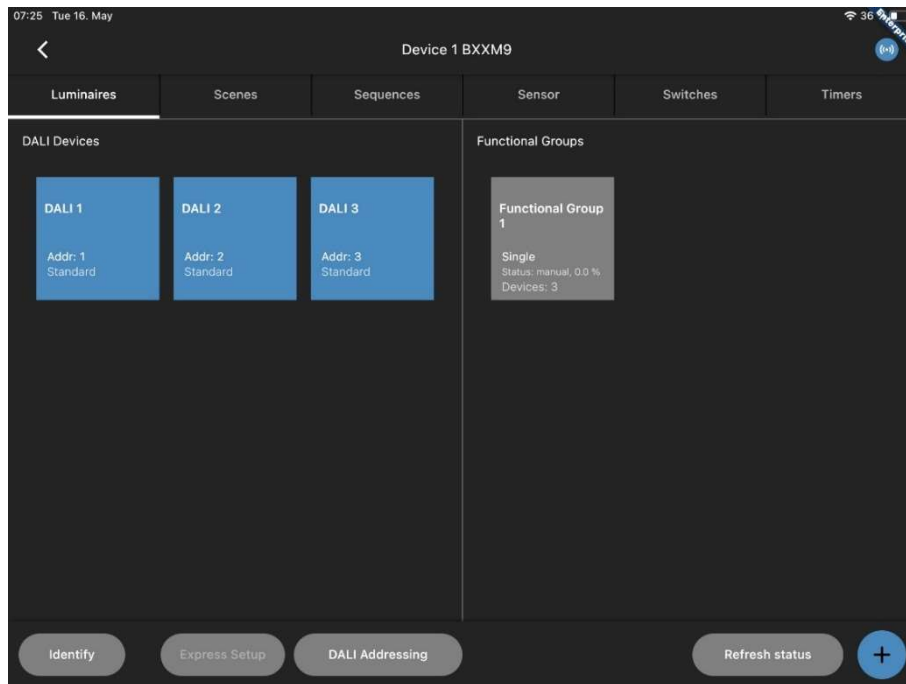 07:25 Tue 16. May
36
Device 1 BXXM9
Luminaires
Scenes
Sequences
Sensor
Switches
Timers
DALI Devices
Functional Groups
DALI 1
Addr: 1
Standard
DALI 2
Addr: 2
Standard
DALI 3
Addr: 3
Standard
Functional Group
1
Single
Status: manual, 0.0 %
Devices: 3
Identify
Express Setup
DALI Addressing
Refresh status
+